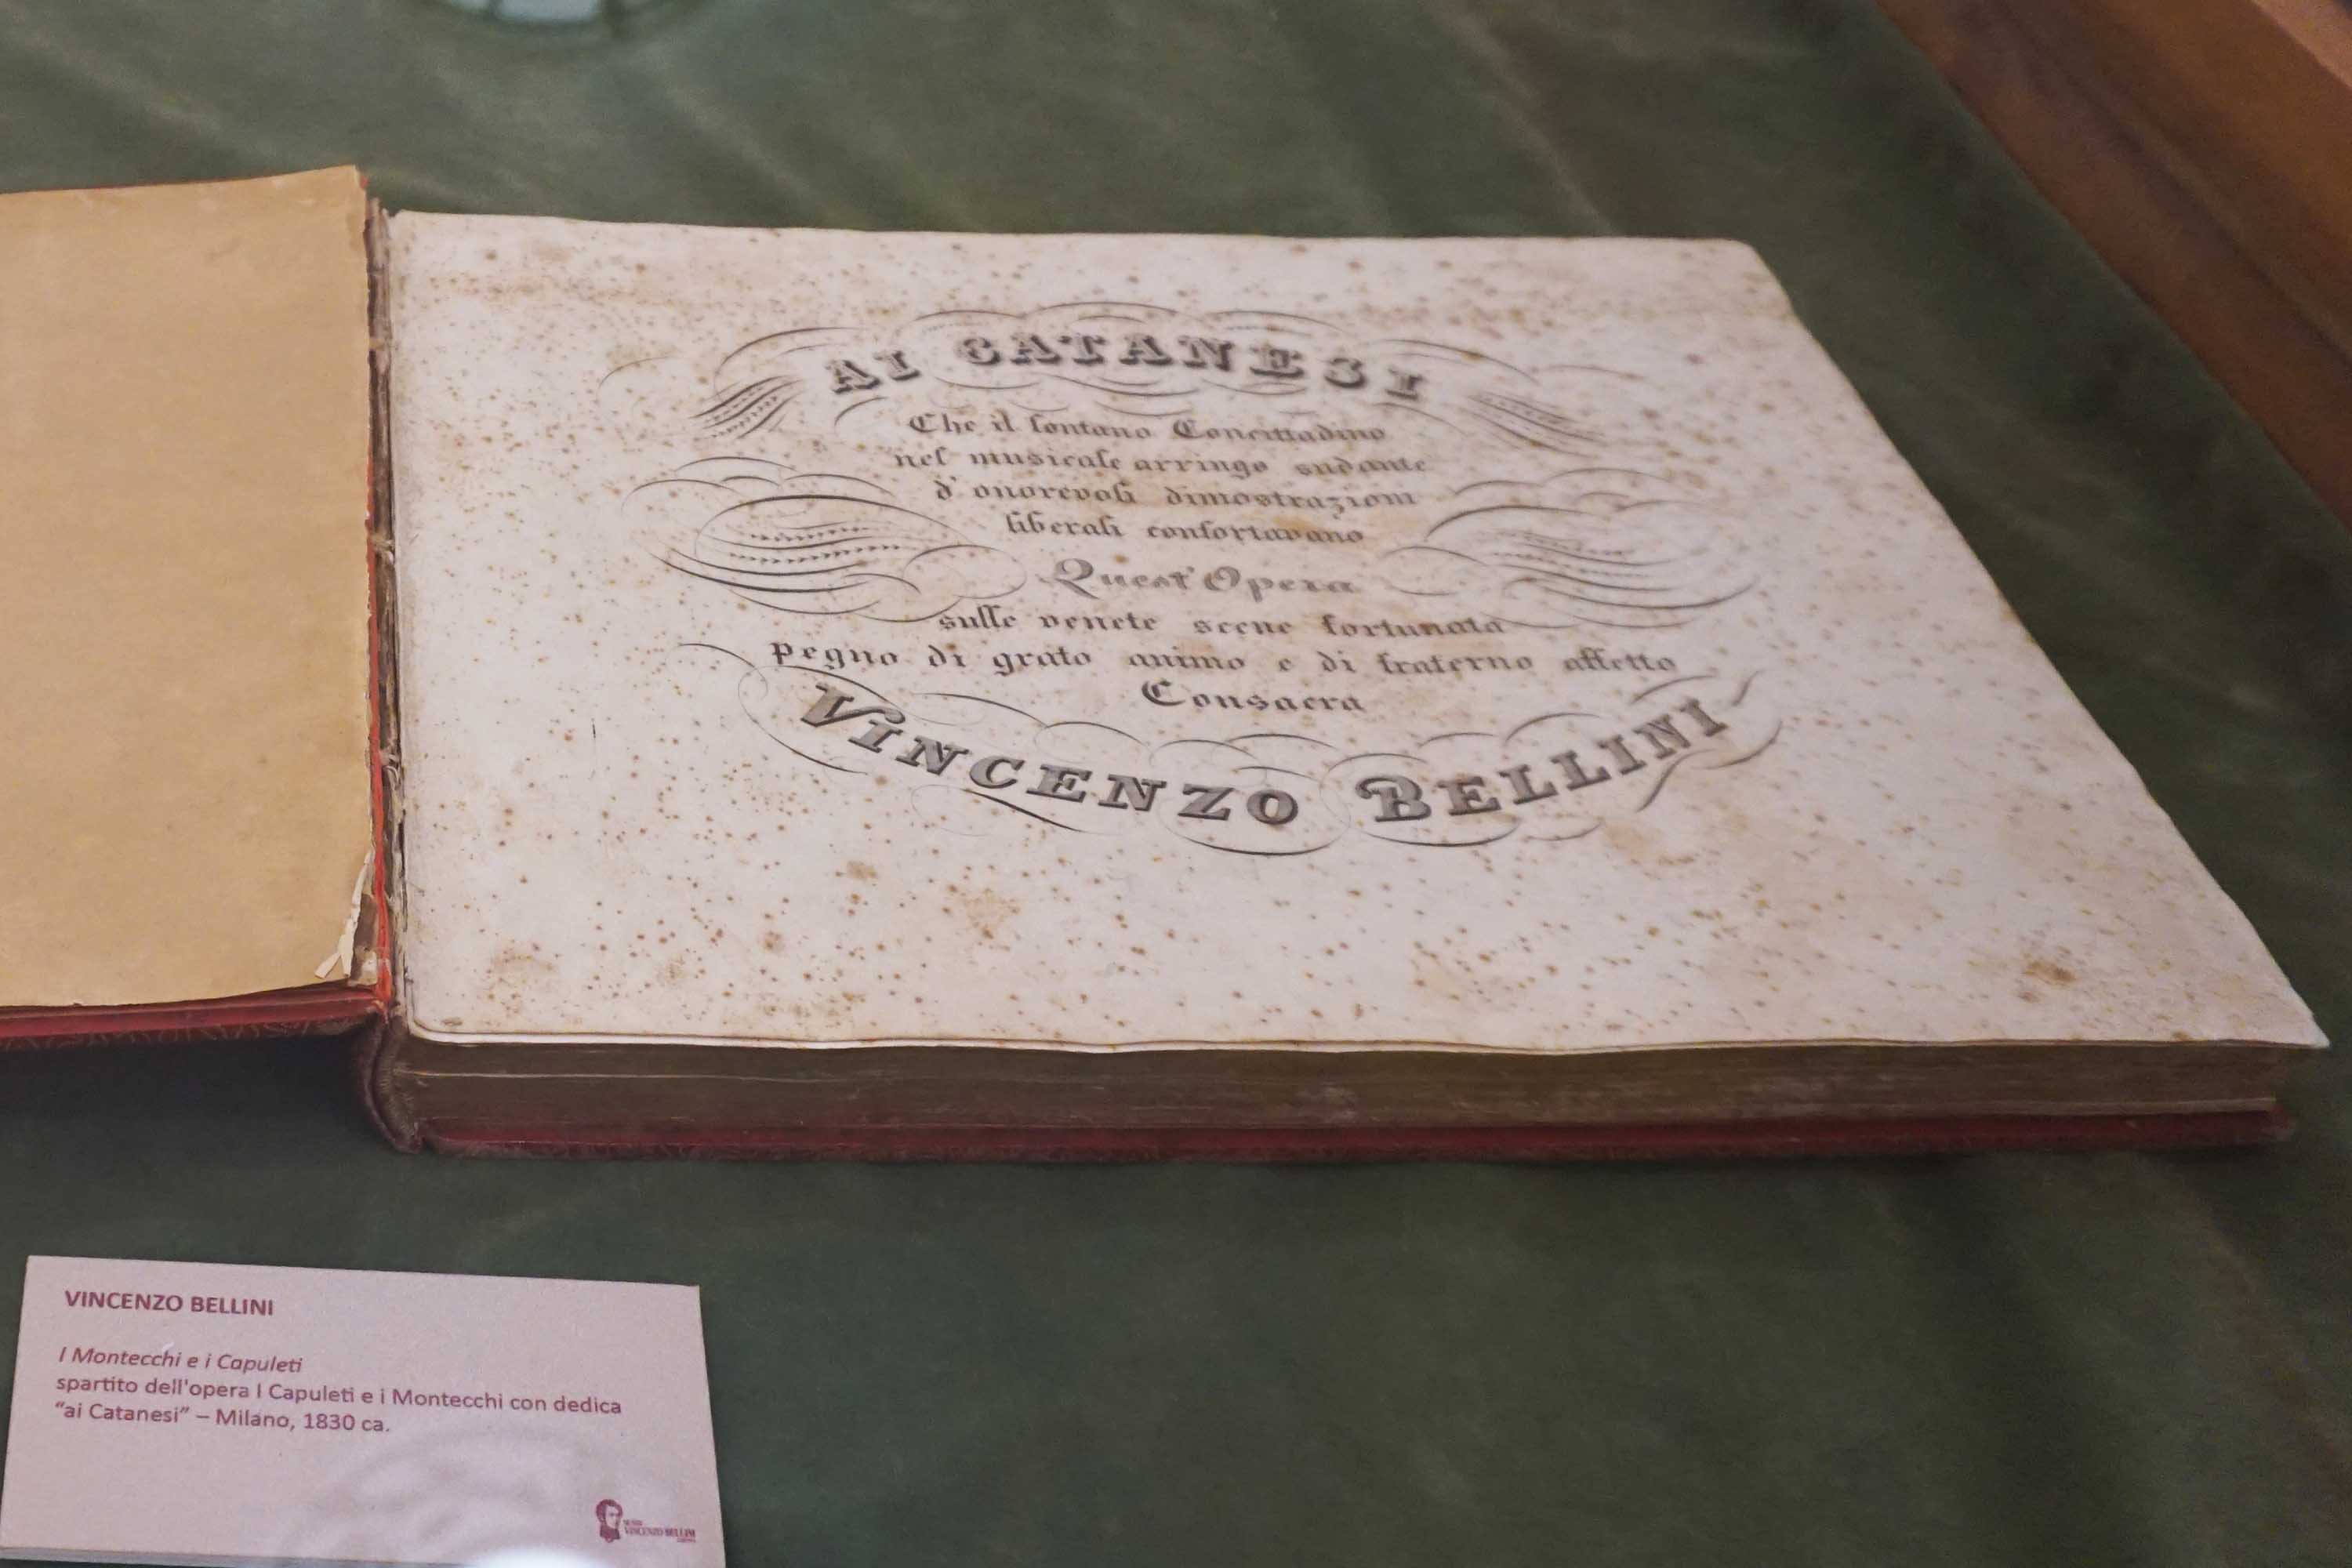 AI CATANESI
Che il lontano Concittadino
nel musicale arringo sudante
d'onorevoli dimostrazioni
liberali confortavano
Quest'Opera
sulle venete scene fortunata
pegno di grato animo e di fraterno affetto
Consacra
VINCENZO BELLINI
VINCENZO BELLINI
I Montecchi e i Capuleti
spartito dell'opera I Capuleti e i Montecchi con dedica
“ai Catanesi” – Milano, 1830 ca.
VINCENZO BELLINI